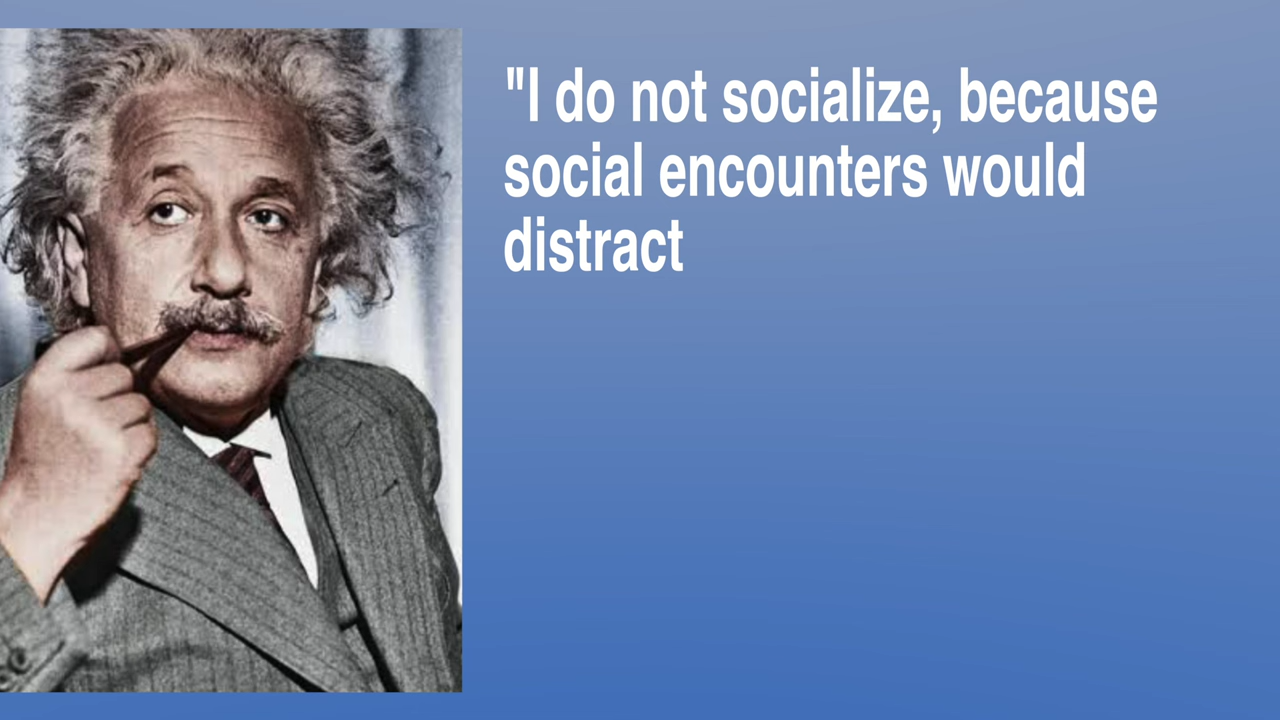 "I do not socialize, because
social encounters would
distract